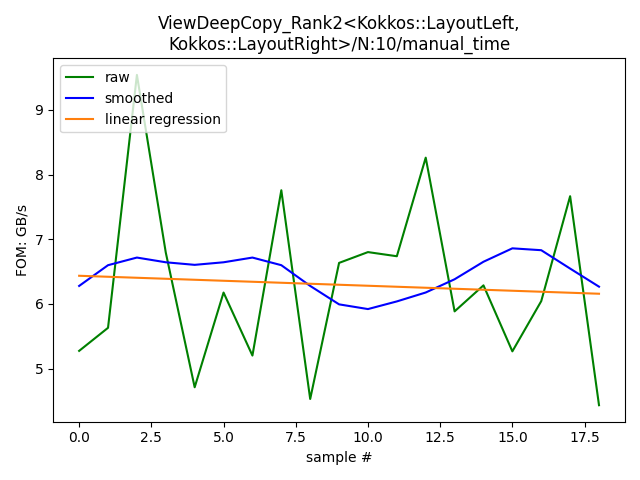 ViewDeepCopy_Rank2<Kokkos::LayoutLeft,
Kokkos::LayoutRight>/N:10/manual_time
raw
smoothed
linear regression
FOM: GB/s
9
8
7
6
5
0.0 2.5 5.0 7.5 10.0 12.5 15.0 17.5
sample #